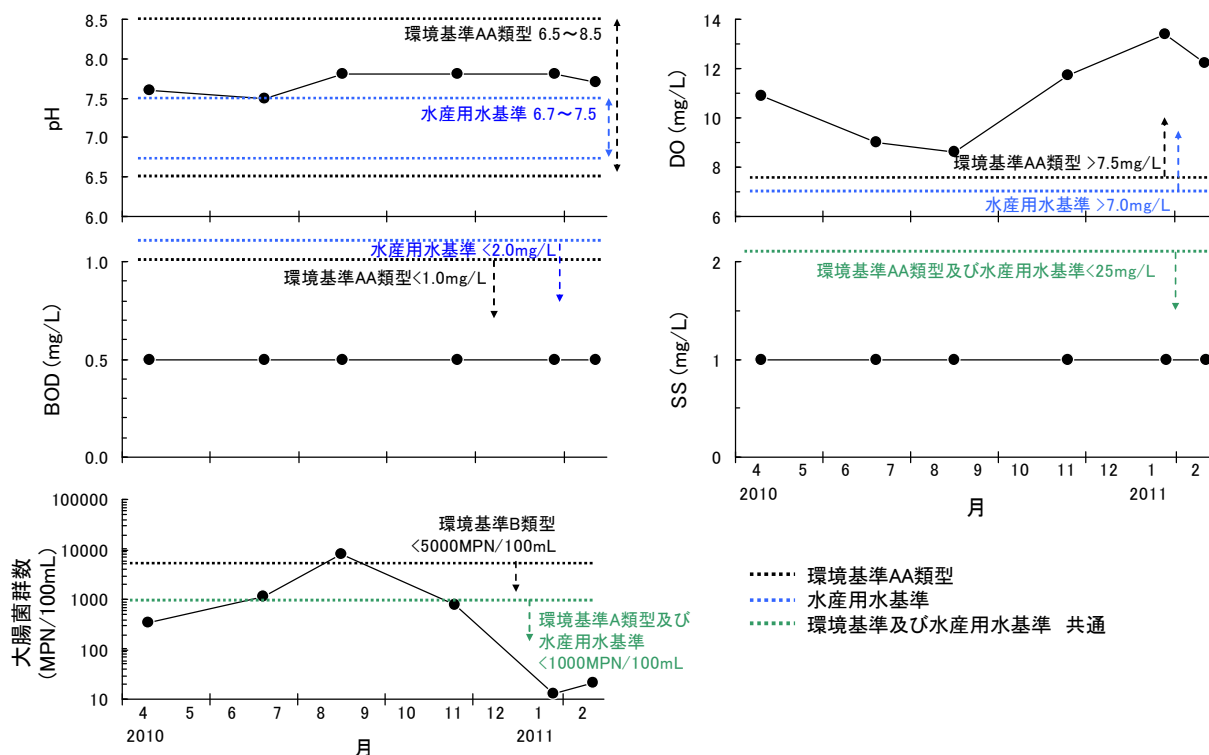 8.5
8.0
7.5
7.0
6.5
6.0
pH
環境基準AA類型 6.5～8.5
水産用水基準 6.7～7.5
14
12
10
8
6
DO (mg/L)
環境基準AA類型 >7.5mg/L
水産用水基準 >7.0mg/L
1.0
0.5
0.0
BOD (mg/L)
水産用水基準 <2.0mg/L
環境基準AA類型<1.0mg/L
2
1
0
SS (mg/L)
環境基準AA類型及び水産用水基準<25mg/L
4 5 6 7 8 9 10 11 12 1 2
2010 2011
月
100000
10000
1000
100
10
大腸菌群数
(MPN/100mL)
環境基準B類型
<5000MPN/100mL
環境基準A類型及び
水産用水基準
<1000MPN/100mL
4 5 6 7 8 9 10 11 12 1 2
2010 2011
月
環境基準AA類型
水産用水基準
環境基準及び水産用水基準 共通